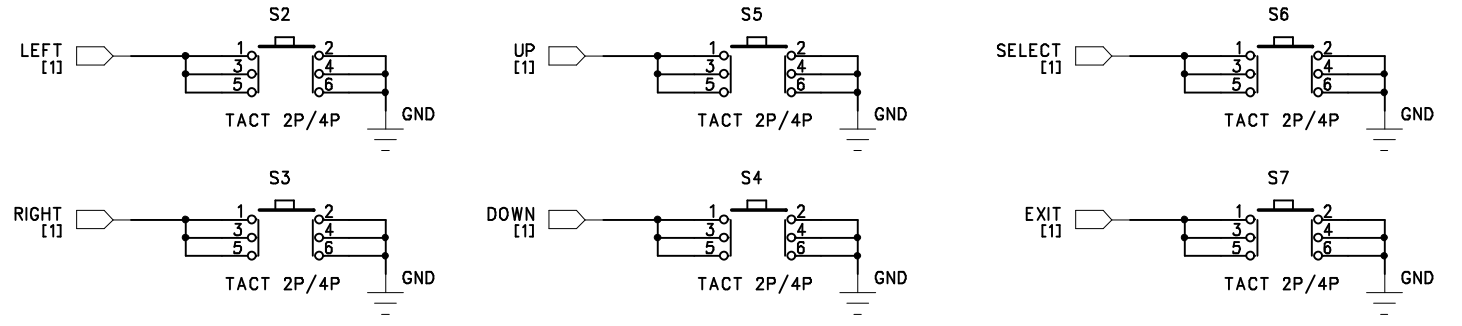 S2
LEFT
[1]
1 2
3 4
5 6
TACT 2P/4P
GND
S5
UP
[1]
1 2
3 4
5 6
TACT 2P/4P
GND
S6
SELECT
[1]
1 2
3 4
5 6
TACT 2P/4P
GND
S3
RIGHT
[1]
1 2
3 4
5 6
TACT 2P/4P
GND
S4
DOWN
[1]
1 2
3 4
5 6
TACT 2P/4P
GND
S7
EXIT
[1]
1 2
3 4
5 6
TACT 2P/4P
GND